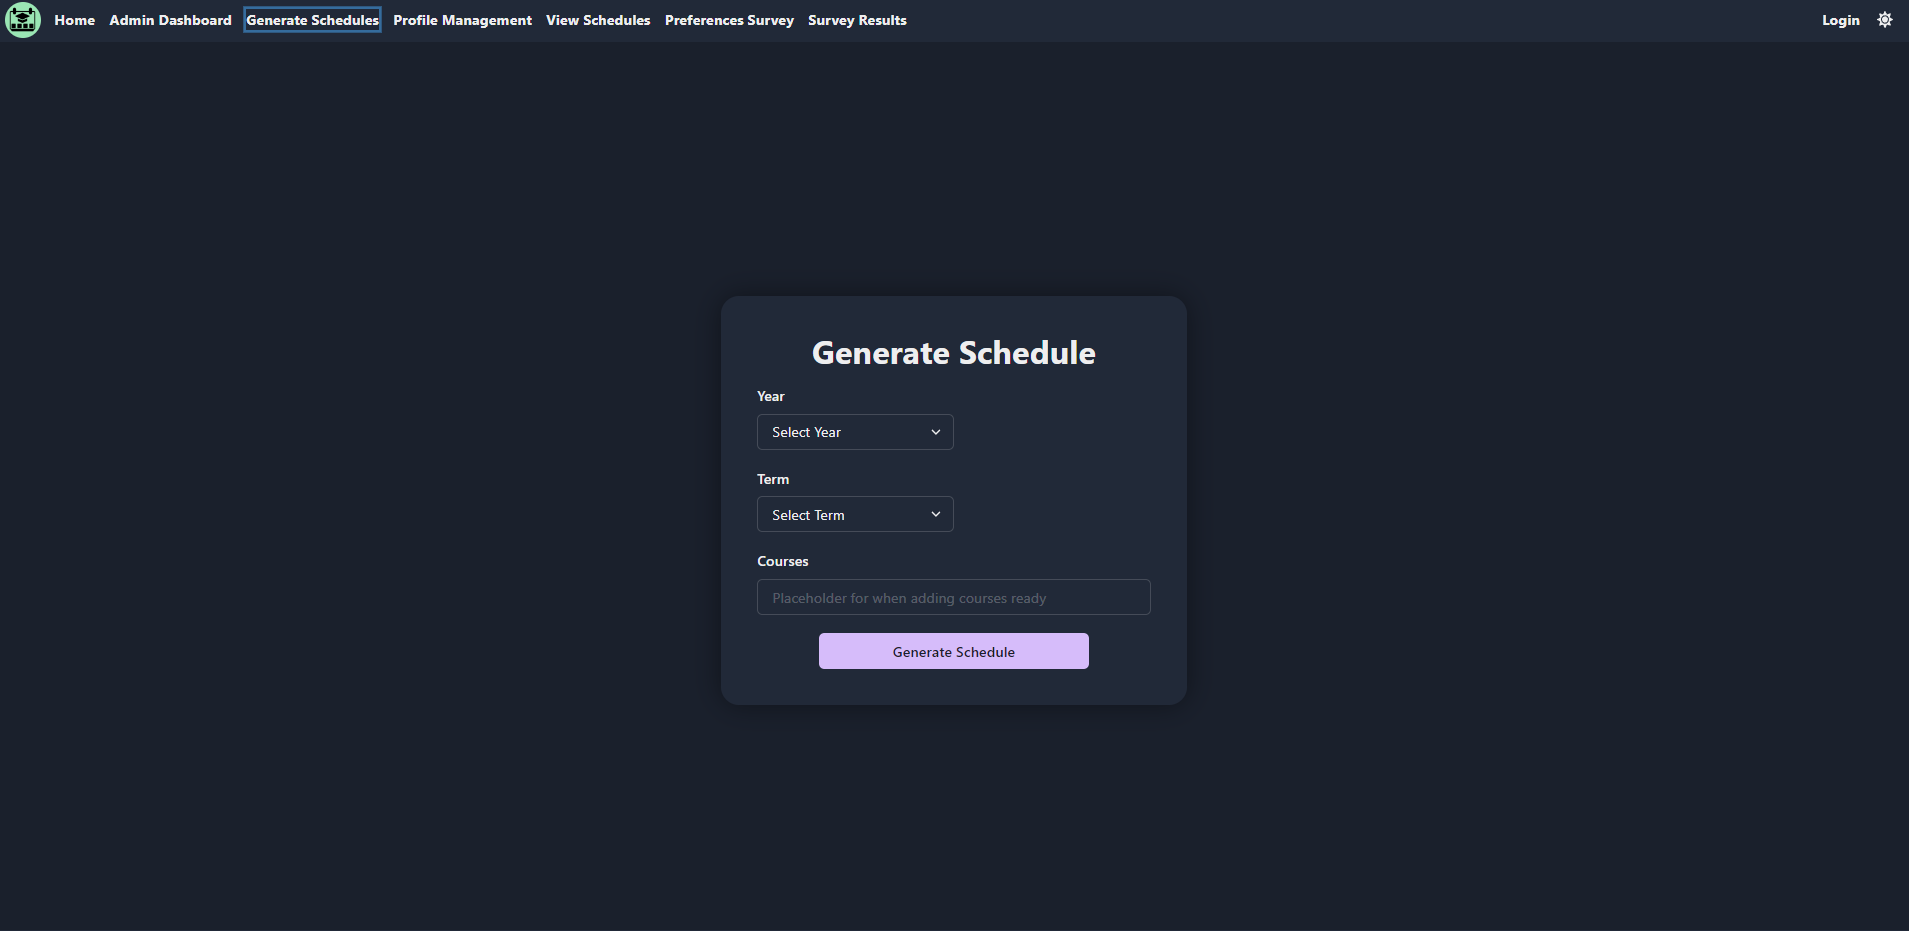 Home Admin Dashboard Generate Schedules Profile Management View Schedules Preferences Survey Survey Results Login
Generate Schedule
Year
Select Year
Term
Select Term
Courses
Placeholder for when adding courses ready
Generate Schedule